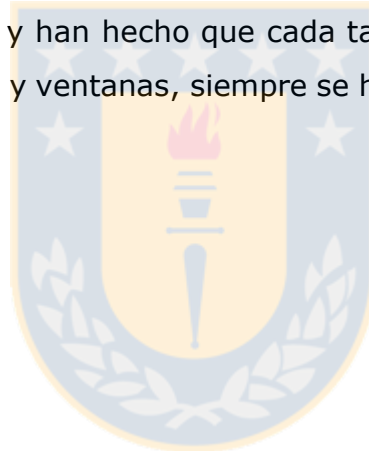 y han hecho que cada ta
y ventanas, siempre se h